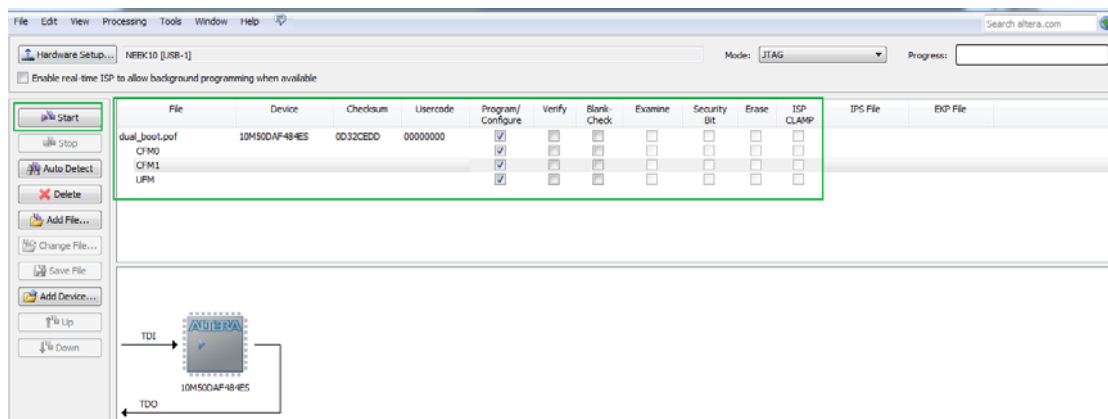 File Edit View Processing Tools Window Help
Search altera.com
Hardware Setup... NEEK10 [USB-1] Mode: JTAG Progress:
Enable real-time ISP to allow background programming when available
Start
Stop
Auto Detect
Delete
Add File...
Change File...
Save File
Add Device...
Up
Down
File Device Checksum Usercode Program/ Configure Verify Blank- Check Examine Security Bit Erase ISP CLAMP IPS File EKP File
dual_boot.pof 10M50DAF484ES 0D32CEDD 00000000
CFM0
CFM1
UFM
TDI
ALTERA
10M50DAF484ES
TDO